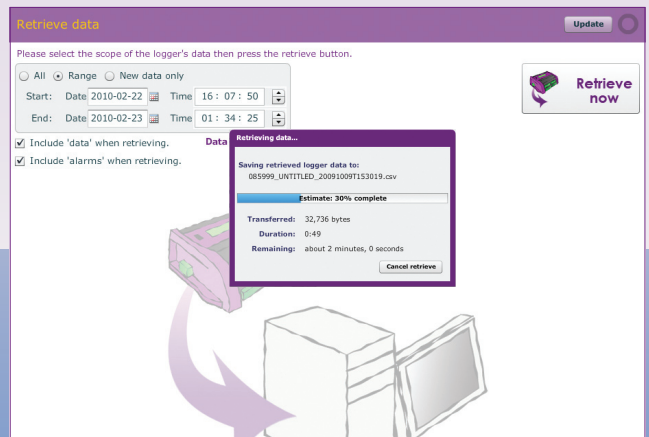 Retrieve data
Update
Please select the scope of the logger's data then press the retrieve button.
All Range New data only
Start: Date 2010-02-22 Time 16 : 07 : 50
End: Date 2010-02-23 Time 01 : 34 : 25
Retrieve
now
Include 'data' when retrieving. Data
Include 'alarms' when retrieving.
Retrieving data...
Saving retrieved logger data to:
085999_UNTITLED_20091009T153019.csv
Estimate: 30% complete
Transferred: 32,736 bytes
Duration: 0:49
Remaining: about 2 minutes, 0 seconds
Cancel retrieve